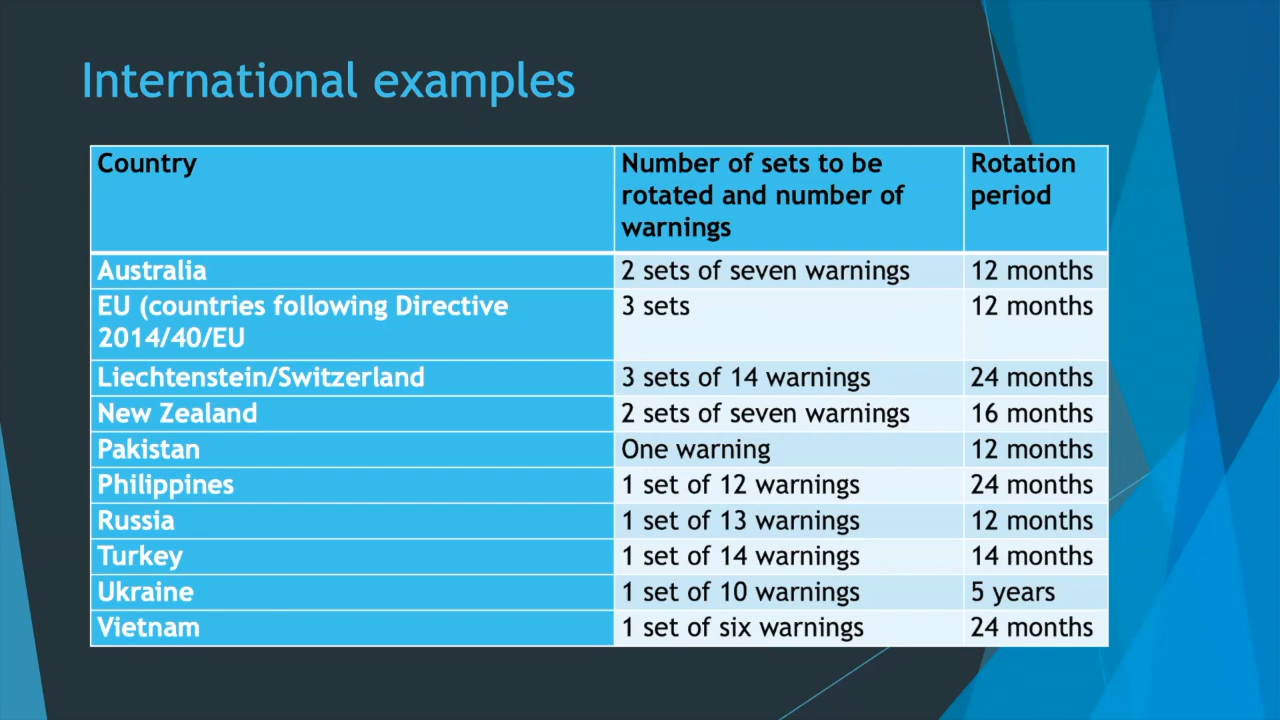 International examples
Country
Number of sets to be
rotated and number of
warnings
Rotation
period
Australia
2 sets of seven warnings
12 months
EU (countries following Directive
2014/40/EU
3 sets
12 months
Liechtenstein/Switzerland
3 sets of 14 warnings
24 months
New Zealand
2 sets of seven warnings
16 months
Pakistan
One warning
12 months
Philippines
1 set of 12 warnings
24 months
Russia
1 set of 13 warnings
12 months
Turkey
1 set of 14 warnings
14 months
Ukraine
1 set of 10 warnings
5 years
Vietnam
1 set of six warnings
24 months